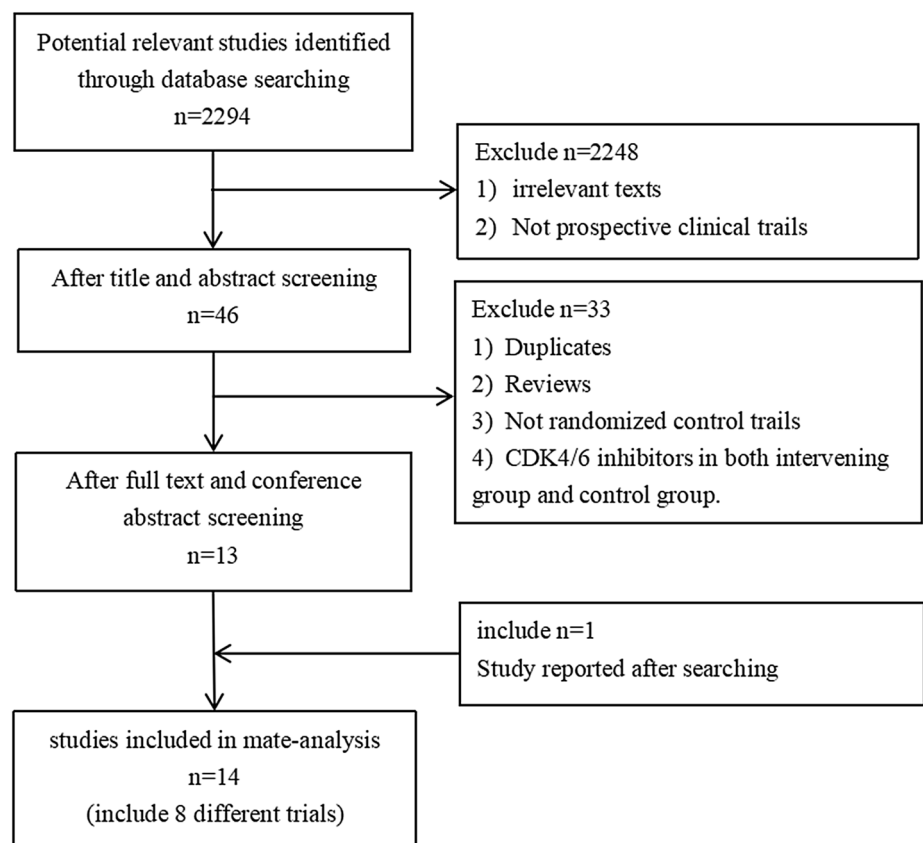 Potential relevant studies identified
through database searching
n=2294
Exclude n=2248
1) irrelevant texts
2) Not prospective clinical trails
After title and abstract screening
n=46
Exclude n=33
1) Duplicates
2) Reviews
3) Not randomized control trails
4) CDK4/6 inhibitors in both intervening
group and control group.
After full text and conference
abstract screening
n=13
include n=1
Study reported after searching
studies included in mate-analysis
n=14
(include 8 different trials)